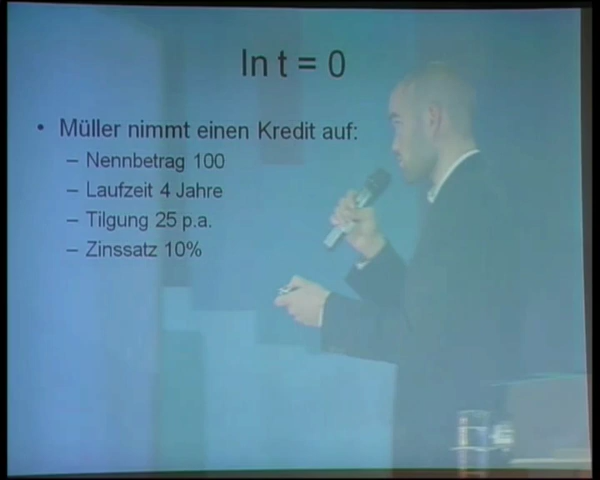 In t = 0
• Müller nimmt einen Kredit auf:
– Nennbetrag 100
– Laufzeit 4 Jahre
– Tilgung 25 p.a.
– Zinssatz 10%